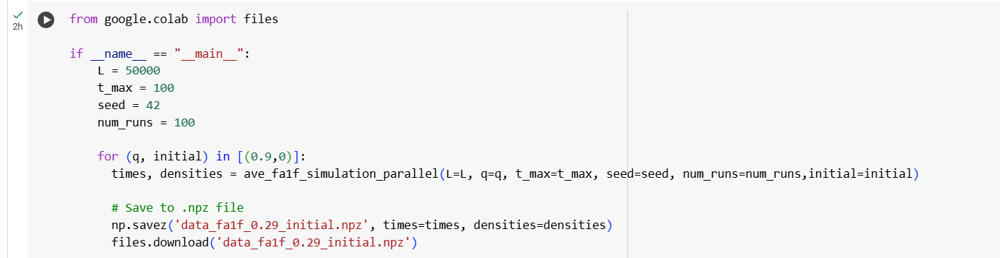 from google.colab import files
2h
if __name__ == "__main__":
    L = 50000
    t_max = 100
    seed = 42
    num_runs = 100
    for (q, initial) in [(0.9,0)]:
      times, densities = ave_fa1f_simulation_parallel(L=L, q=q, t_max=t_max, seed=seed, num_runs=num_runs,initial=initial)
      # Save to .npz file
      np.savez('data_fa1f_0.29_initial.npz', times=times, densities=densities)
      files.download('data_fa1f_0.29_initial.npz')